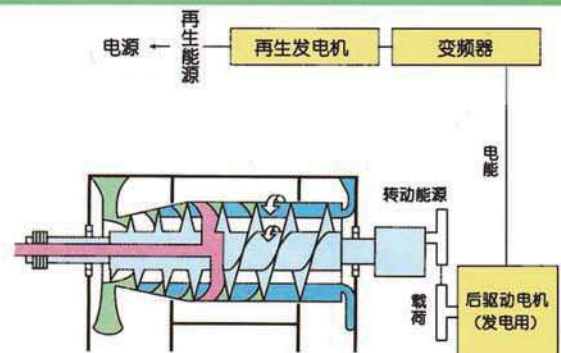 电源
再生能源
再生发电机
变频器
电能
转动能源
载荷
后驱动电机
(发电用)